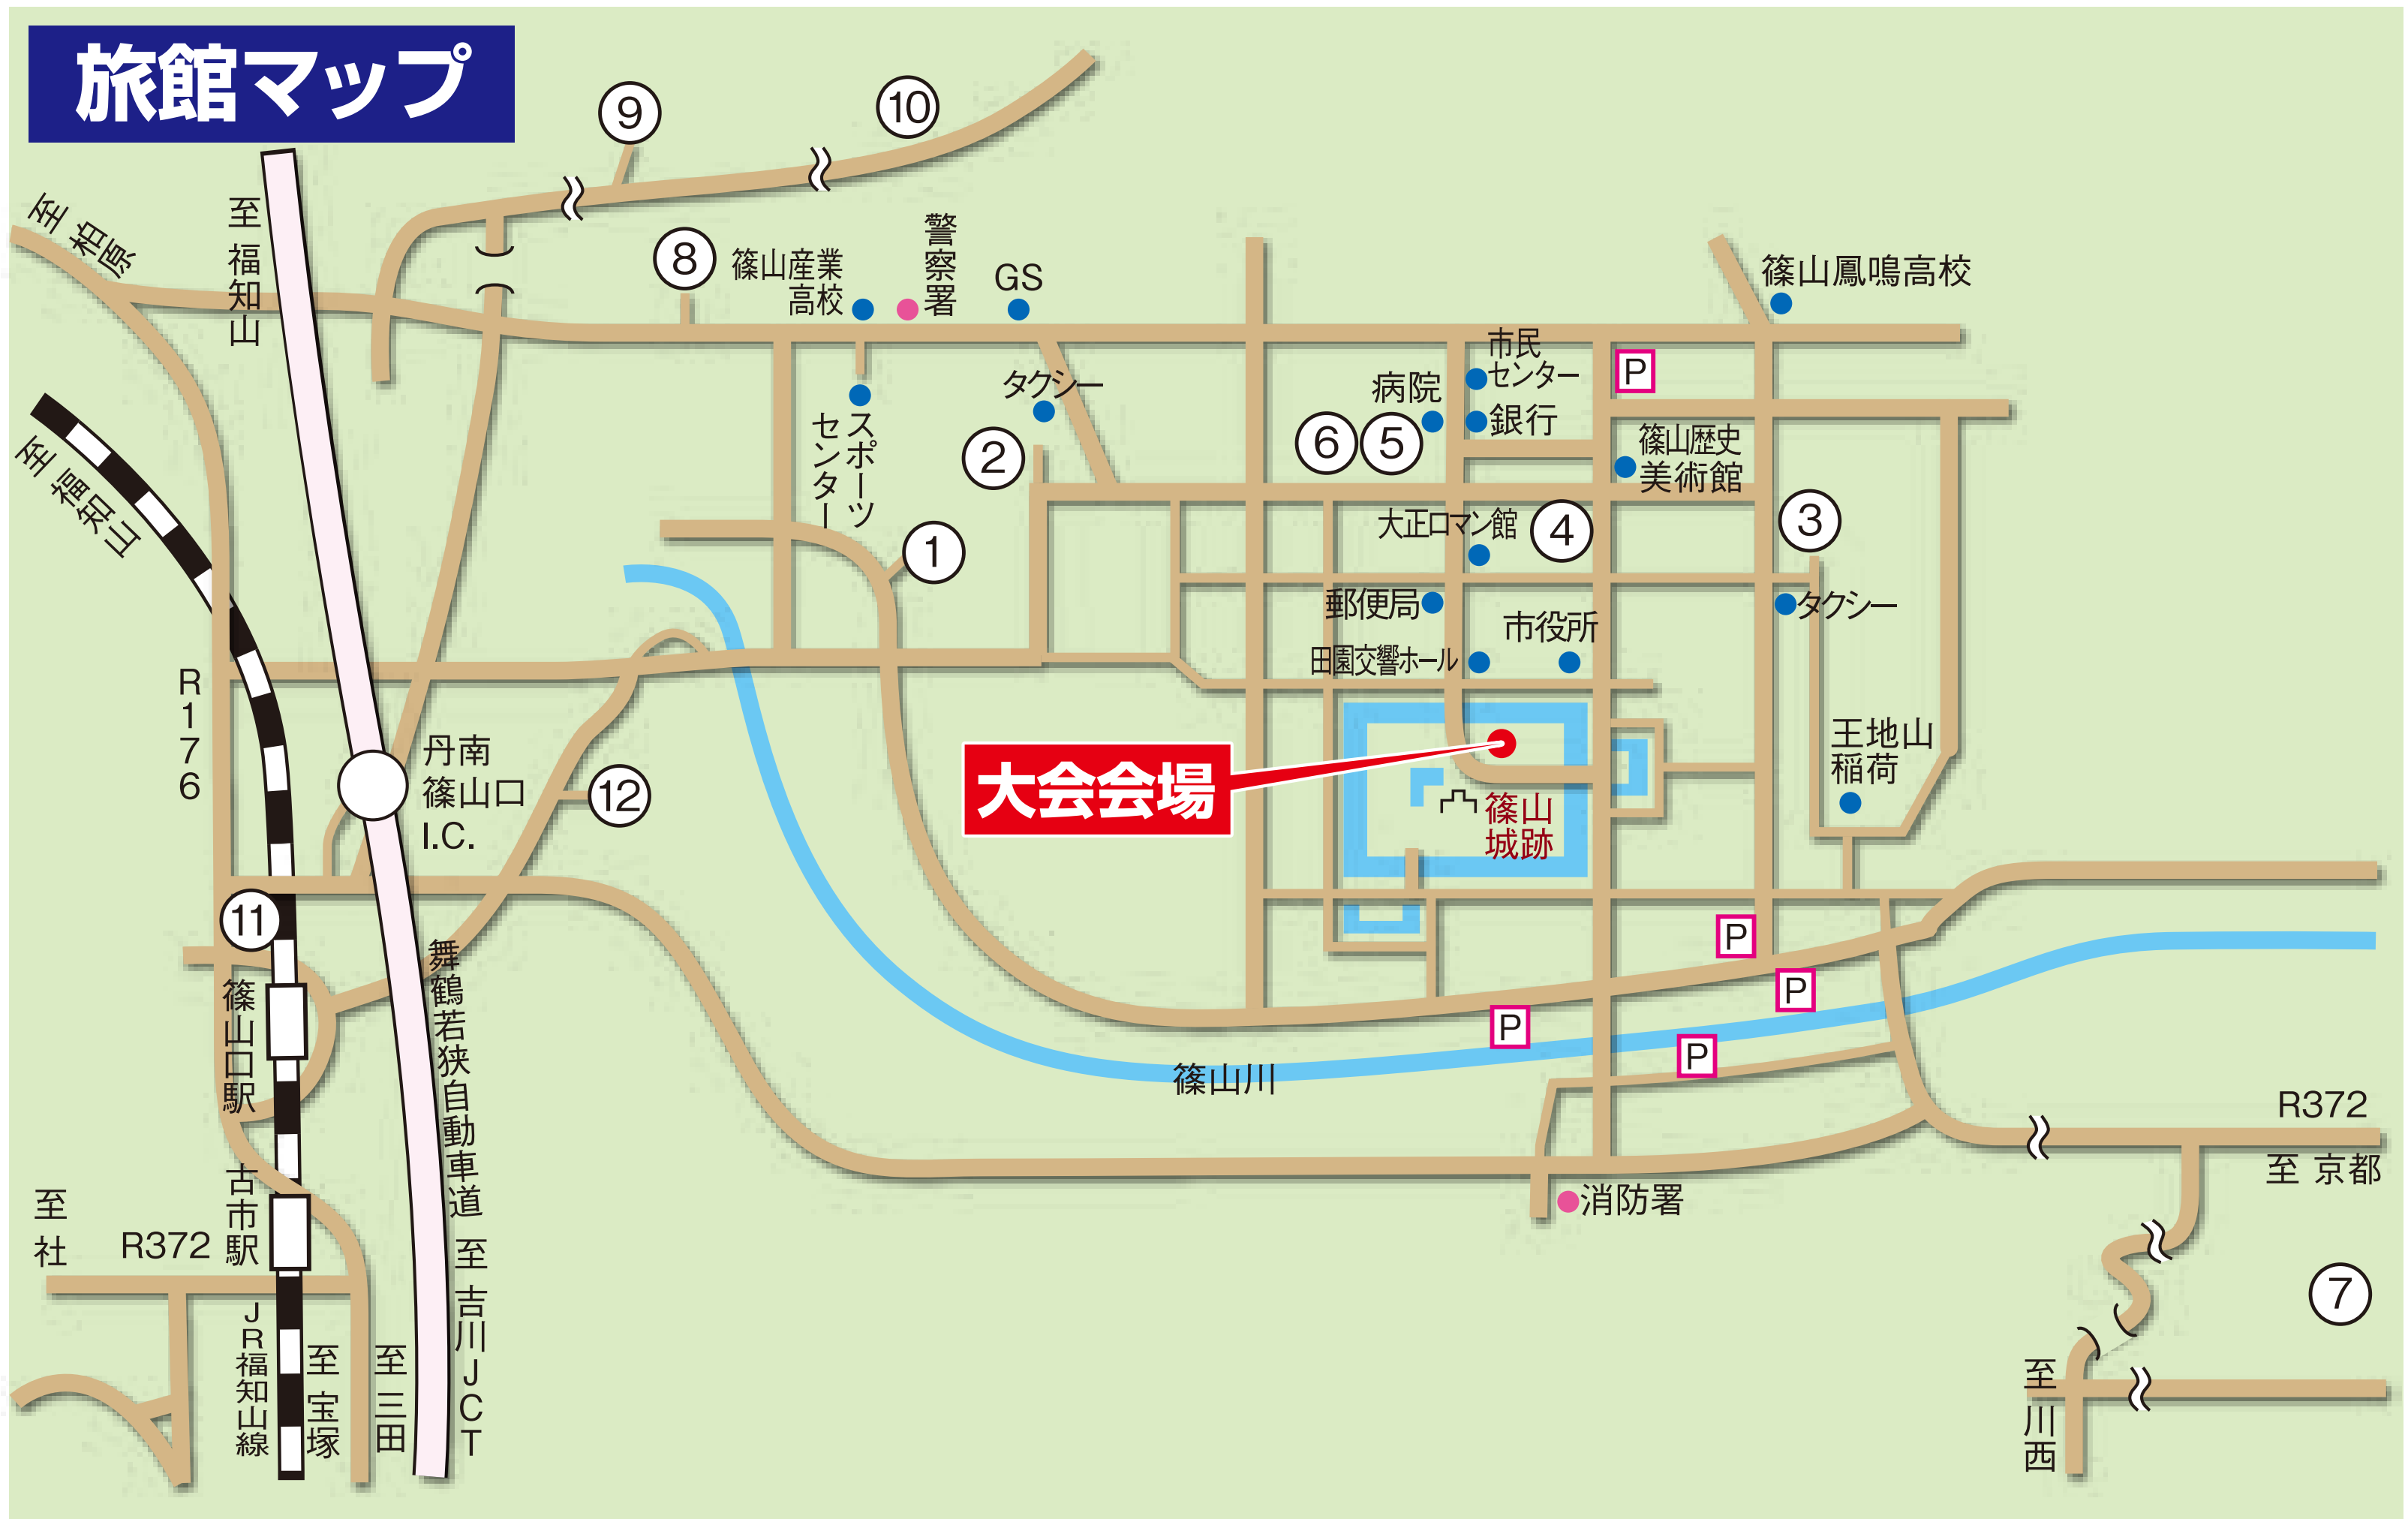 旅館マップ
⑨
⑩
至 柏原
至 福知山
⑧
篠山産業
高校
警察署
GS
篠山鳳鳴高校
市民
センター
P
タクシー
病院
銀行
スポーツ
センター
②
⑥
⑤
篠山歴史
美術館
至 福知山
①
大正ロマン館
④
③
郵便局
タクシー
市役所
田園交響ホール
R176
丹南
篠山口
I.C.
⑫
大会会場
篠山
城跡
王地山
稲荷
⑪
篠山口駅
舞鶴若狭自動車道
P
P
P
P
篠山川
R372
至 京都
消防署
至 社
R372
古市駅
至 吉川JCT
⑦
JR福知山線
至 宝塚
至 三田
至 川西